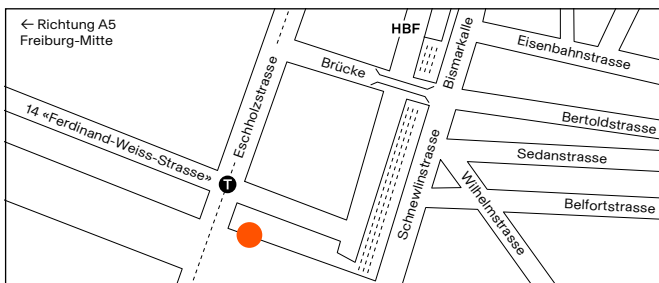 ← Richtung A5
Freiburg-Mitte
HBF
Bismarkalle
Eisenbahnstrasse
Brücke
Eschholzstrasse
14 «Ferdinand-Weiss-Strasse»
Bertoldstrasse
Sedanstrasse
Schnewlinstrasse
Wilhelmstrasse
Belfortstrasse
T